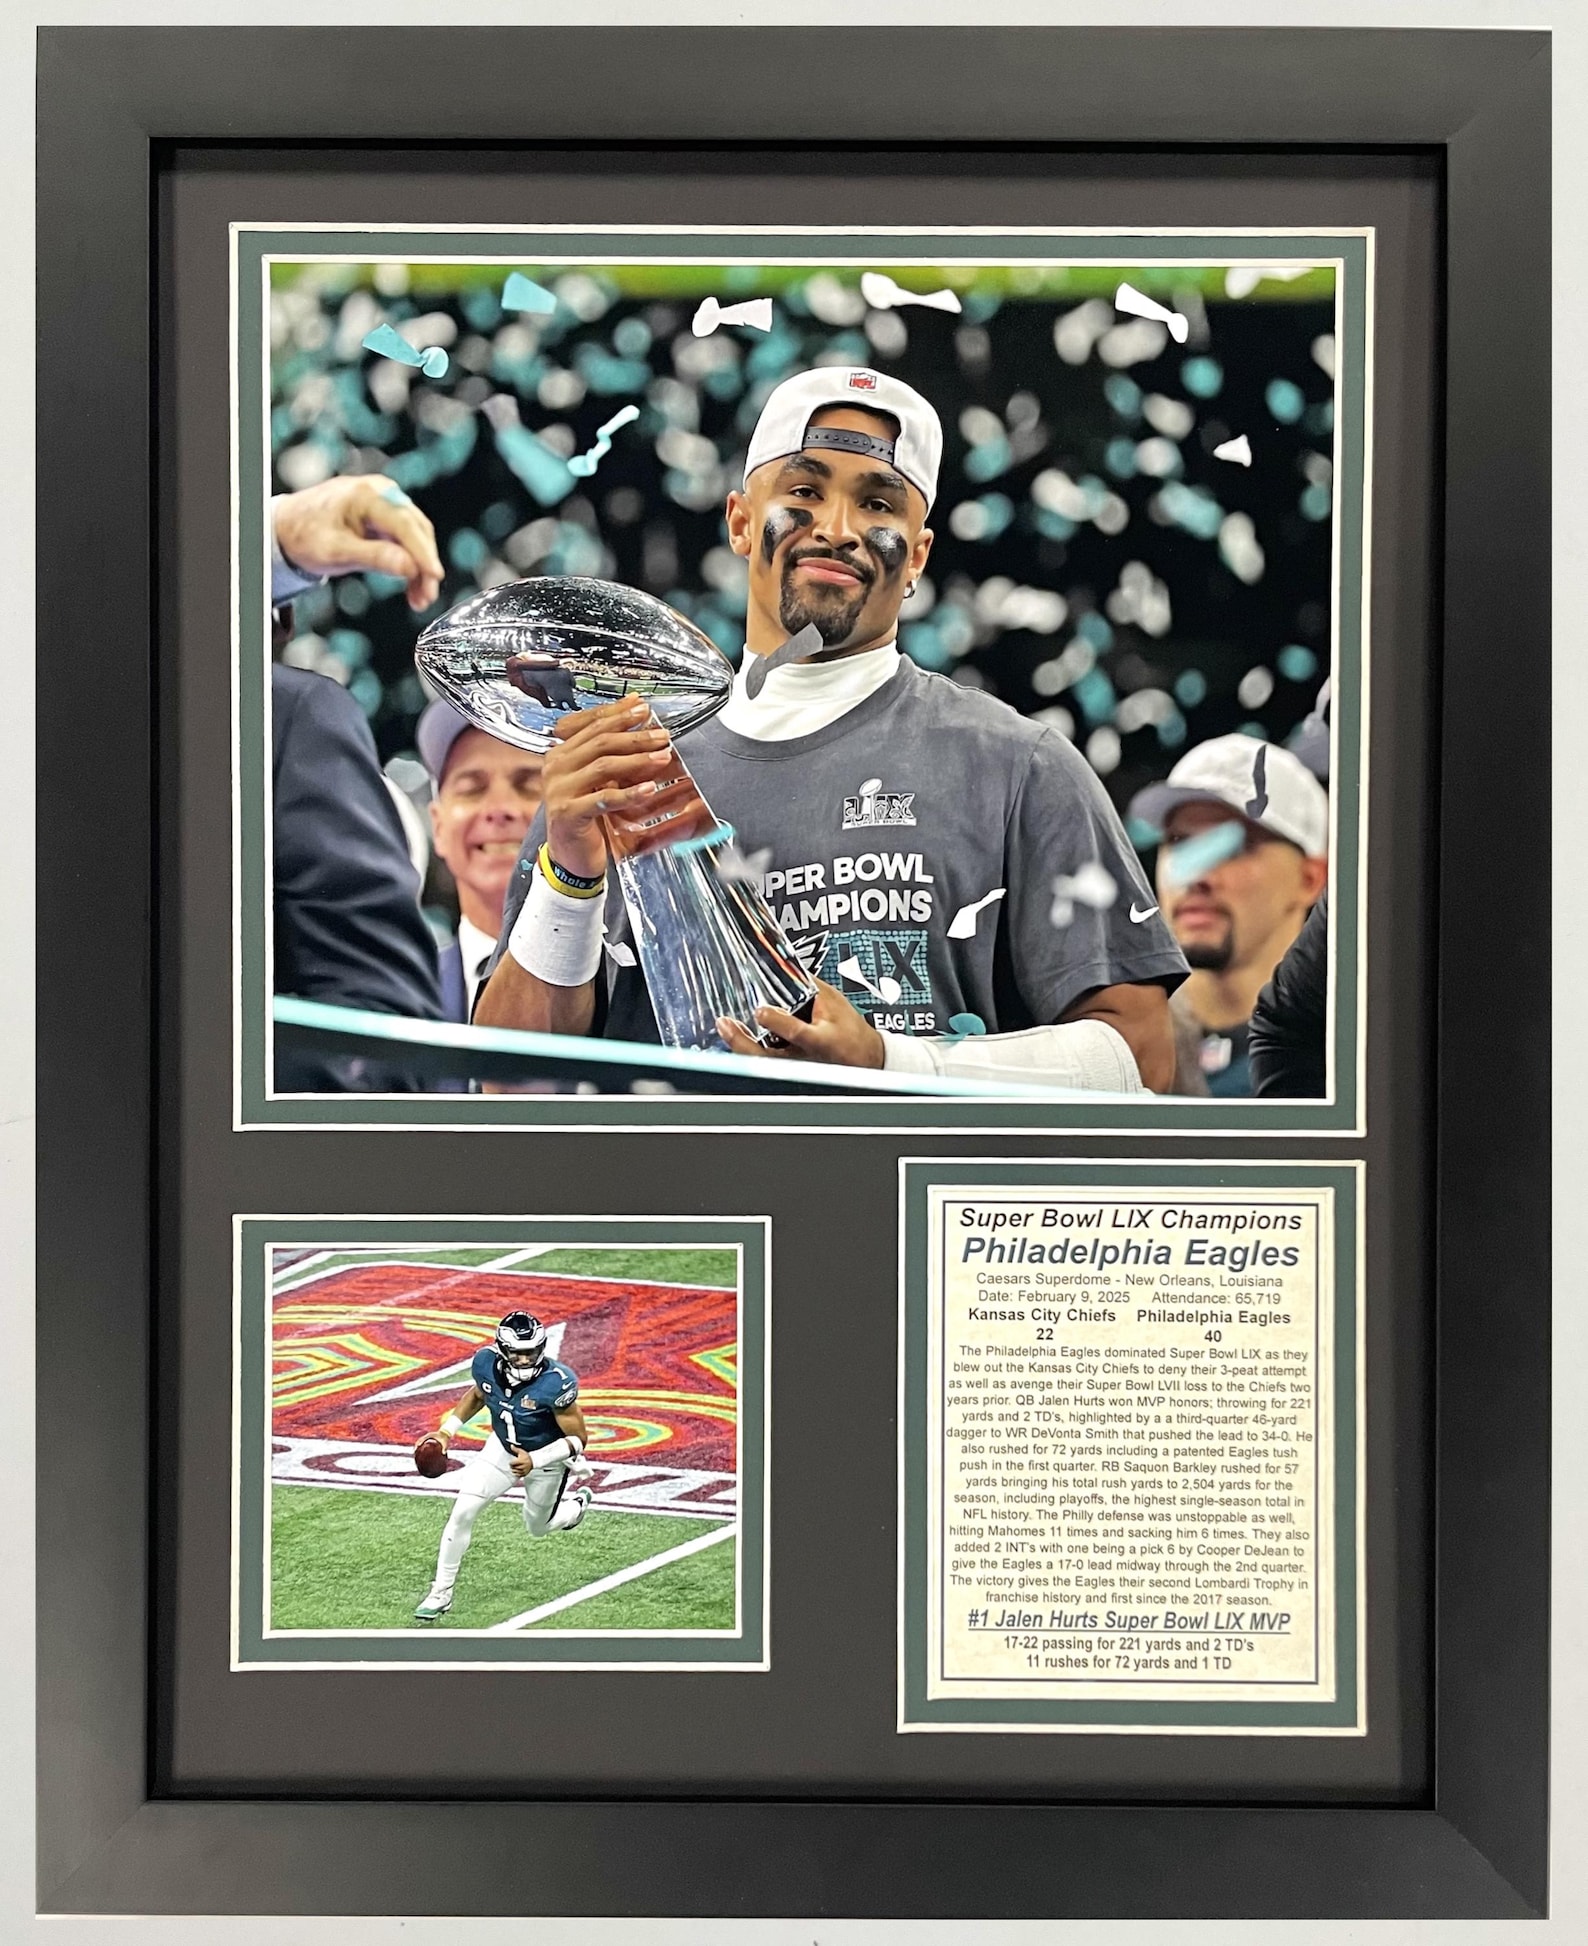 NFL
LIX
SUPER BOWL
PER BOWL
AMPIONS
LIX
EAGLES
Whole
1
1
C
Super Bowl LIX Champions
Philadelphia Eagles
Caesars Superdome - New Orleans, Louisiana
Date: February 9, 2025 Attendance: 65,719
Kansas City Chiefs Philadelphia Eagles
22 40
The Philadelphia Eagles dominated Super Bowl LIX as they
blew out the Kansas City Chiefs to deny their 3-peat attempt
as well as avenge their Super Bowl LVII loss to the Chiefs two
years prior. QB Jalen Hurts won MVP honors; throwing for 221
yards and 2 TD's, highlighted by a a third-quarter 46-yard
dagger to WR DeVonta Smith that pushed the lead to 34-0. He
also rushed for 72 yards including a patented Eagles tush
push in the first quarter. RB Saquon Barkley rushed for 57
yards bringing his total rush yards to 2,504 yards for the
season, including playoffs, the highest single-season total in
NFL history. The Philly defense was unstoppable as well,
hitting Mahomes 11 times and sacking him 6 times. They also
added 2 INT's with one being a pick 6 by Cooper DeJean to
give the Eagles a 17-0 lead midway through the 2nd quarter.
The victory gives the Eagles their second Lombardi Trophy in
franchise history and first since the 2017 season.
#1 Jalen Hurts Super Bowl LIX MVP
17-22 passing for 221 yards and 2 TD's
11 rushes for 72 yards and 1 TD